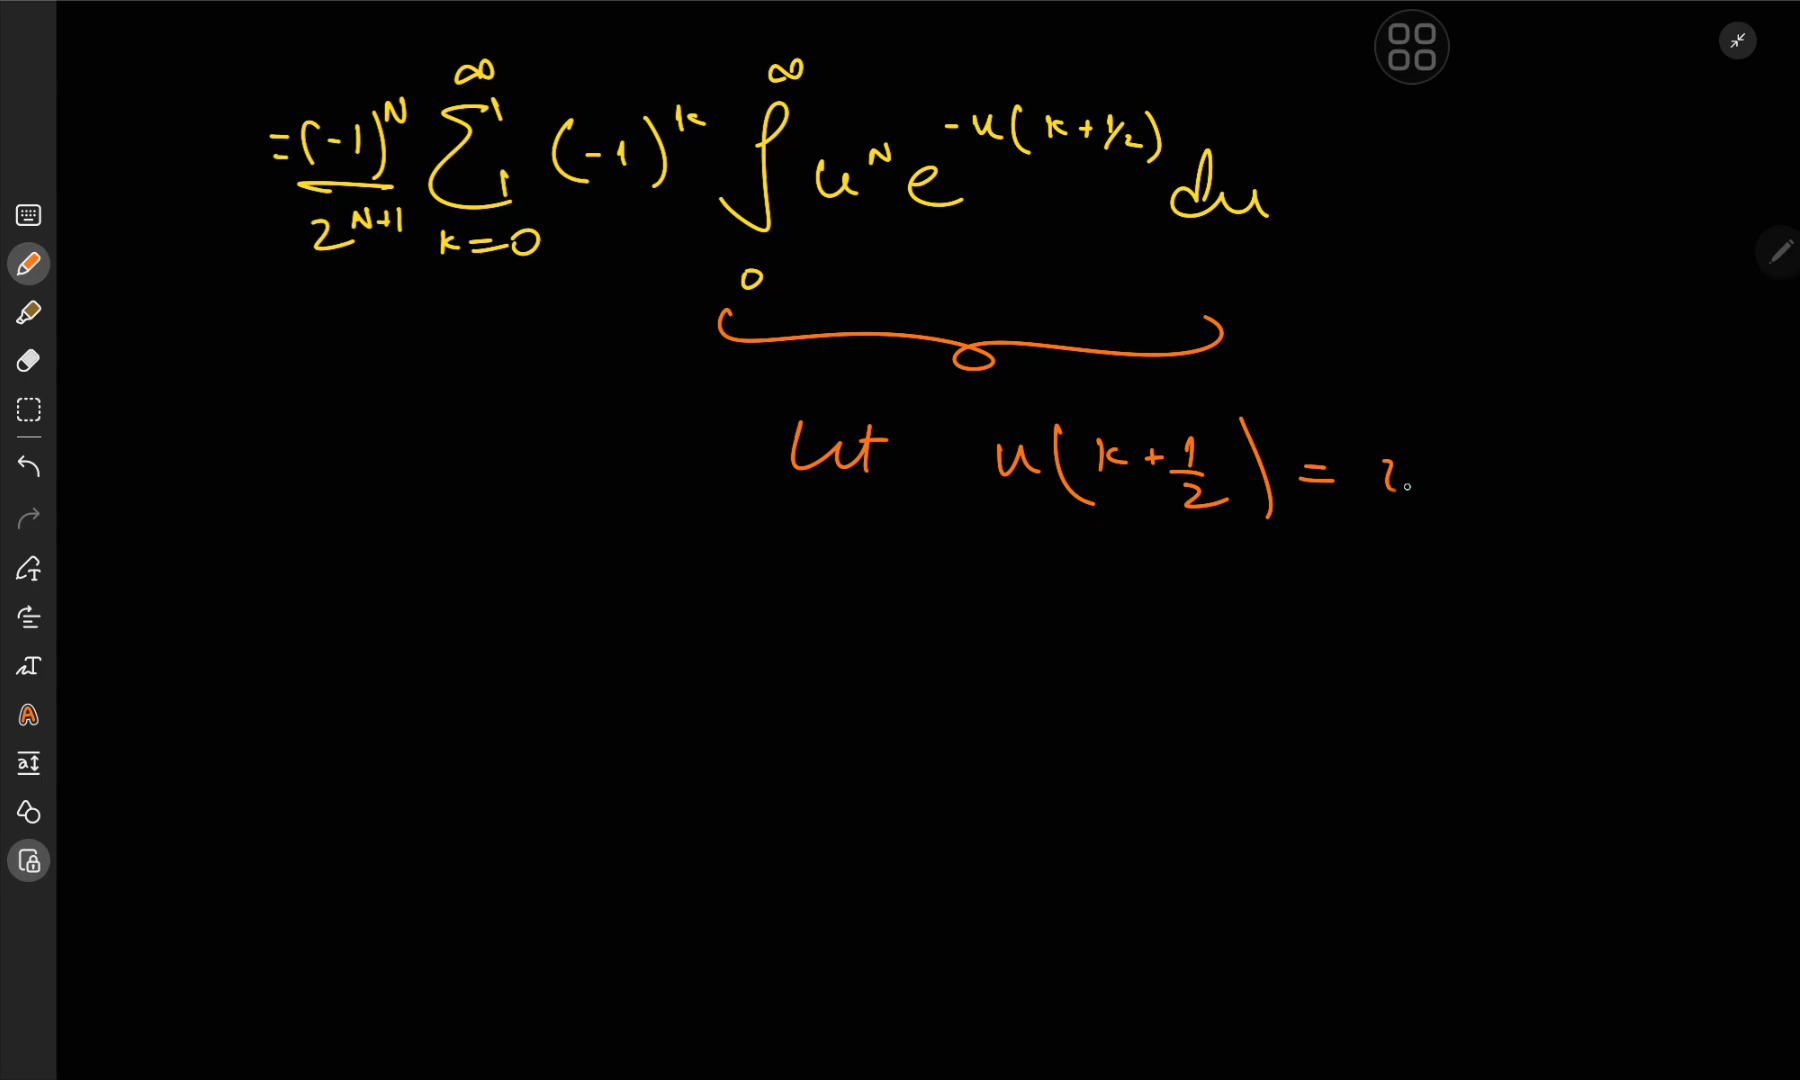 = (-1)^N / 2^{N+1} ∑_{k=0}^{∞} (-1)^k ∫_0^∞ u^N e^{-u(k+1/2)} du
Let u(k + 1/2) =